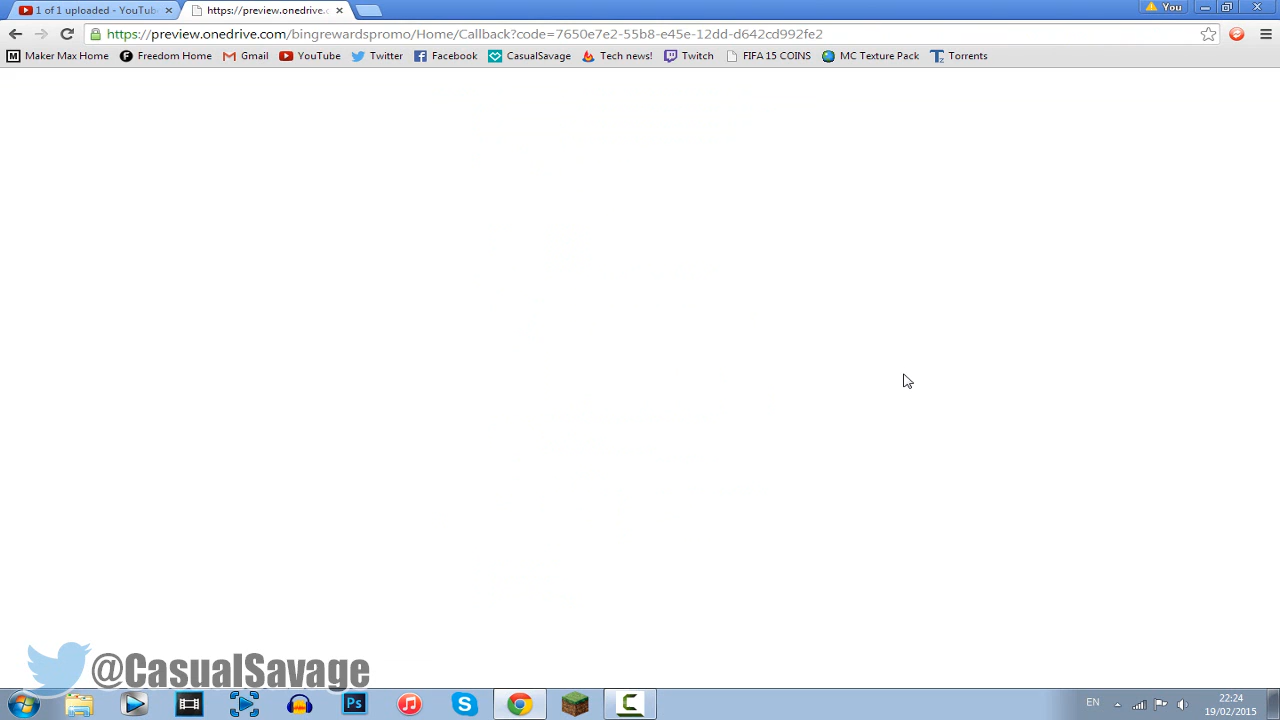 1 of 1 uploaded - YouTub
https://preview.onedrive.c
You
https://preview.onedrive.com/bingrewardspromo/Home/Callback?code=7650e7e2-55b8-e45e-12dd-d642cd992fe2
M Maker Max Home
F Freedom Home
Gmail
YouTube
Twitter
Facebook
CasualSavage
Tech news!
Twitch
FIFA 15 COINS
MC Texture Pack
Tz Torrents
@CasualSavage
Ps
EN
22:24
19/02/2015